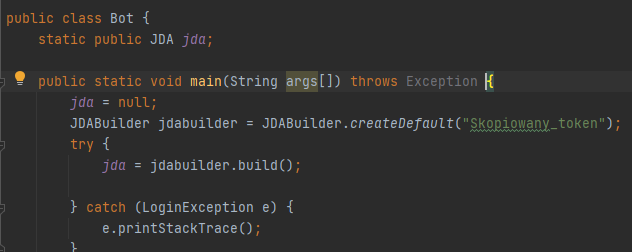 public class Bot {
static public JDA jda;
public static void main(String args[]) throws Exception {
jda = null;
JDABuilder jdabuilder = JDABuilder.createDefault("Skopiowany_token");
try {
jda = jdabuilder.build();
} catch (LoginException e) {
e.printStackTrace();
}